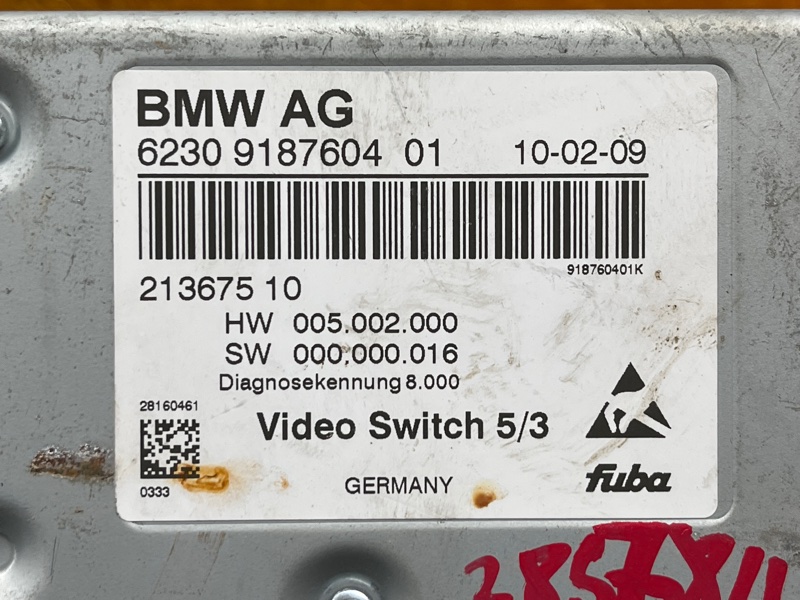 BMW AG
6230 9187604 01 10-02-09
918760401K
213675 10
HW 005.002.000
SW 000.000.016
Diagnosekennung 8.000
28160461
Video Switch 5/3
0333
GERMANY
fuba